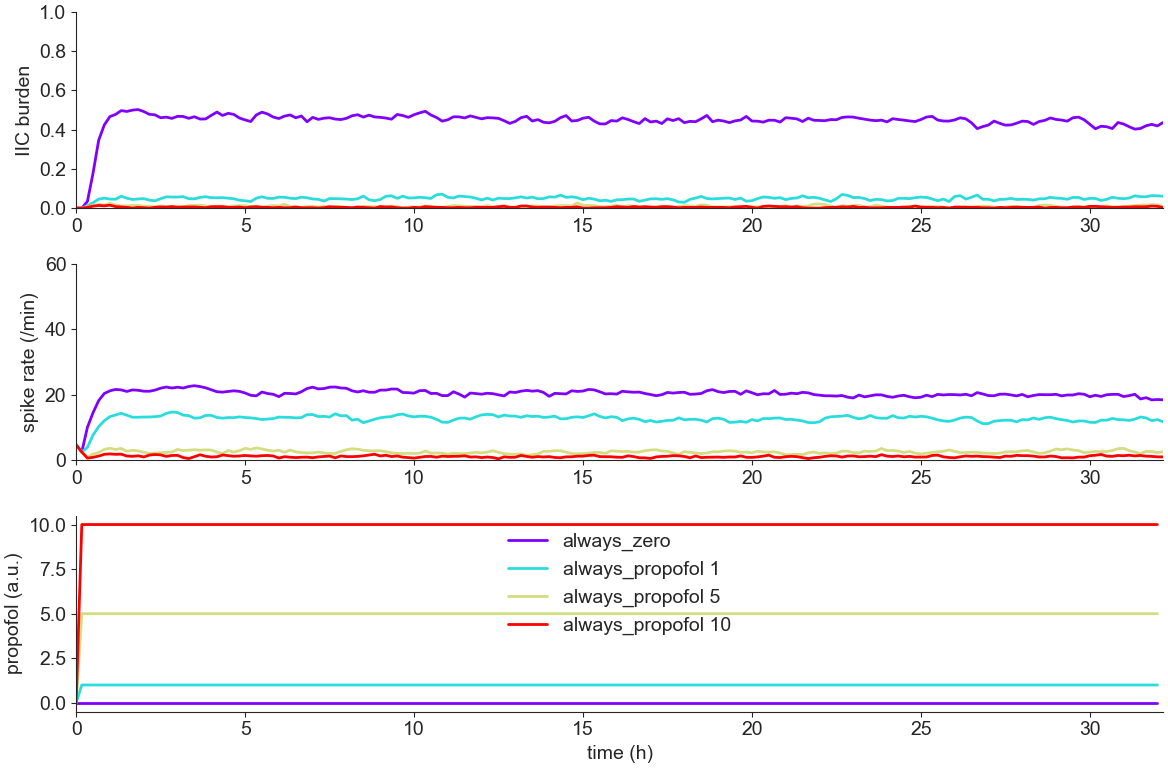 1.0
0.8
0.6
0.4
0.2
0.0
IIC burden
0 5 10 15 20 25 30
60
40
20
0
spike rate (/min)
0 5 10 15 20 25 30
10.0
7.5
5.0
2.5
0.0
propofol (a.u.)
always_zero
always_propofol 1
always_propofol 5
always_propofol 10
0 5 10 15 20 25 30
time (h)